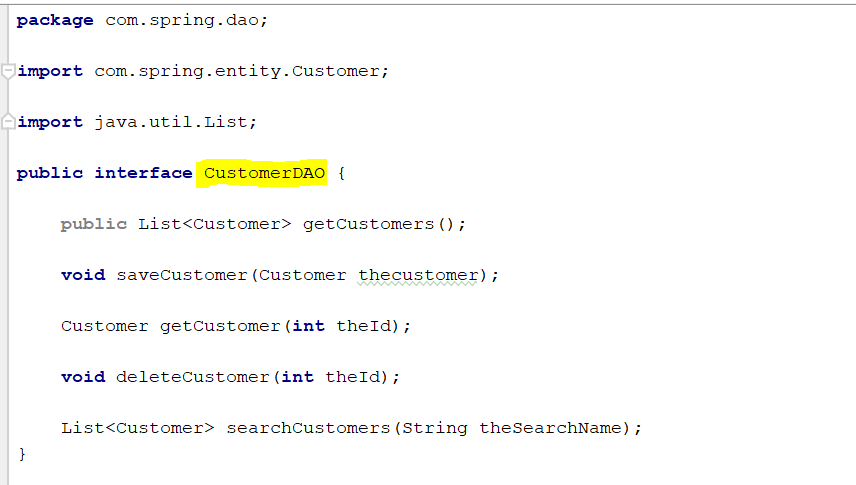 package com.spring.dao;
import com.spring.entity.Customer;
import java.util.List;
public interface CustomerDAO {
public List<Customer> getCustomers();
void saveCustomer(Customer thecustomer);
Customer getCustomer(int theId);
void deleteCustomer(int theId);
List<Customer> searchCustomers(String theSearchName);
}